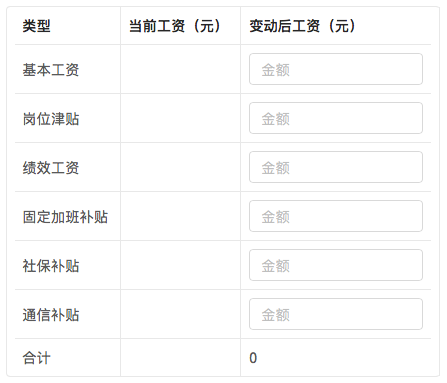 类型 当前工资（元） 变动后工资（元）
基本工资 金额
岗位津贴 金额
绩效工资 金额
固定加班补贴 金额
社保补贴 金额
通信补贴 金额
合计 0